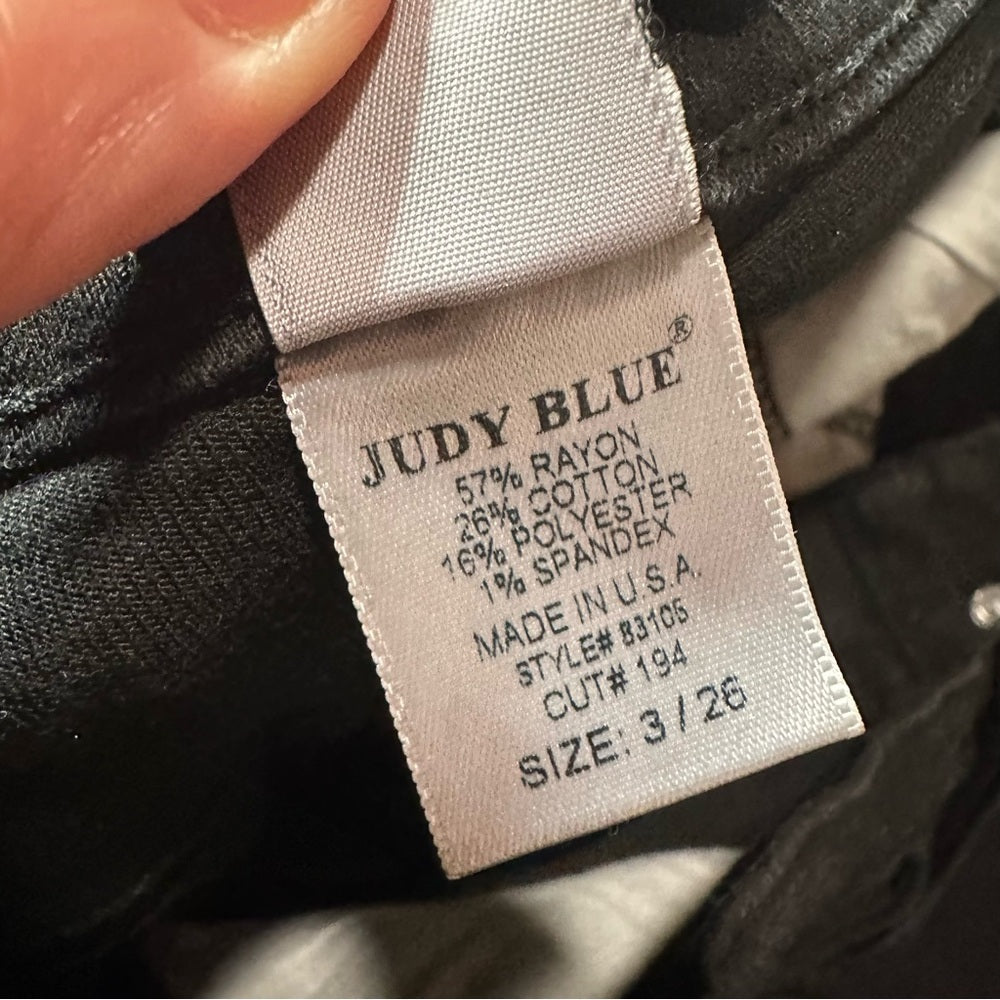 JUDY BLUE®
57% RAYON
26% COTTON
16% POLYESTER
1% SPANDEX
MADE IN U.S.A.
STYLE# 83105
CUT# 194
SIZE: 3 / 26